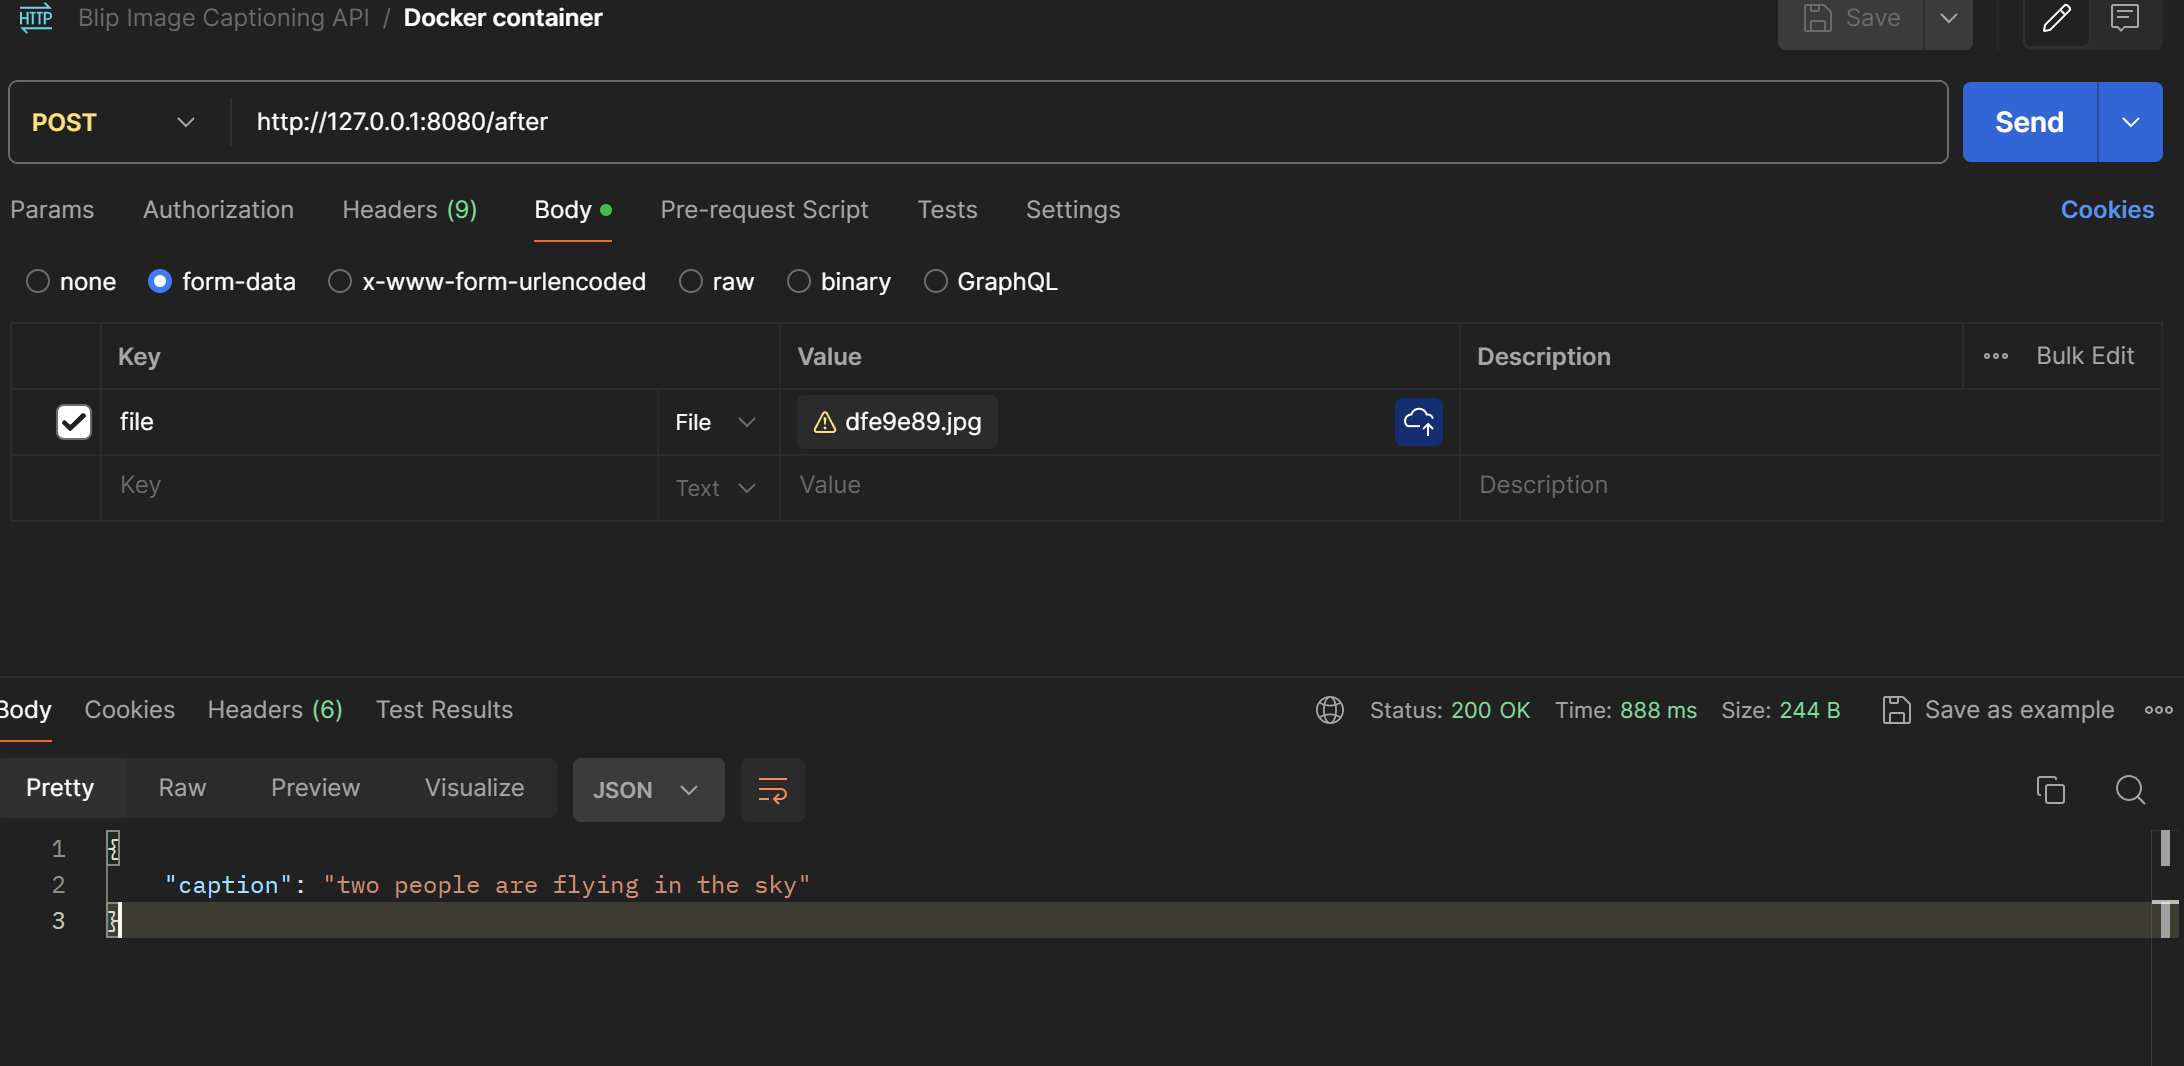 HTTP Blip Image Captioning API / Docker container Save
POST http://127.0.0.1:8080/after Send
Params Authorization Headers (9) Body Pre-request Script Tests Settings Cookies
none form-data x-www-form-urlencoded raw binary GraphQL
Key Value Description Bulk Edit
file File dfe9e89.jpg
Key Text Value Description
Body Cookies Headers (6) Test Results Status: 200 OK Time: 888 ms Size: 244 B Save as example
Pretty Raw Preview Visualize JSON
1 {
2 "caption": "two people are flying in the sky"
3 }